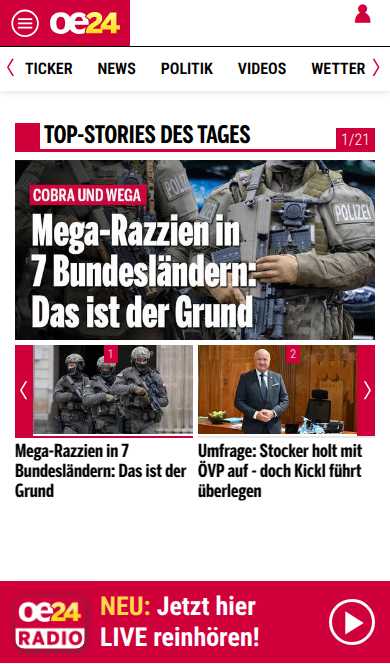 oe24
TICKER NEWS POLITIK VIDEOS WETTER
TOP-STORIES DES TAGES
1/21
POLIZEI
POLIZEI
COBRA UND WEGA
Mega-Razzien in
7 Bundesländern:
Das ist der Grund
1
2
Mega-Razzien in 7
Bundesländern: Das ist der
Grund
Umfrage: Stocker holt mit
ÖVP auf - doch Kickl führt
überlegen
oe24
RADIO
NEU: Jetzt hier
LIVE reinhören!